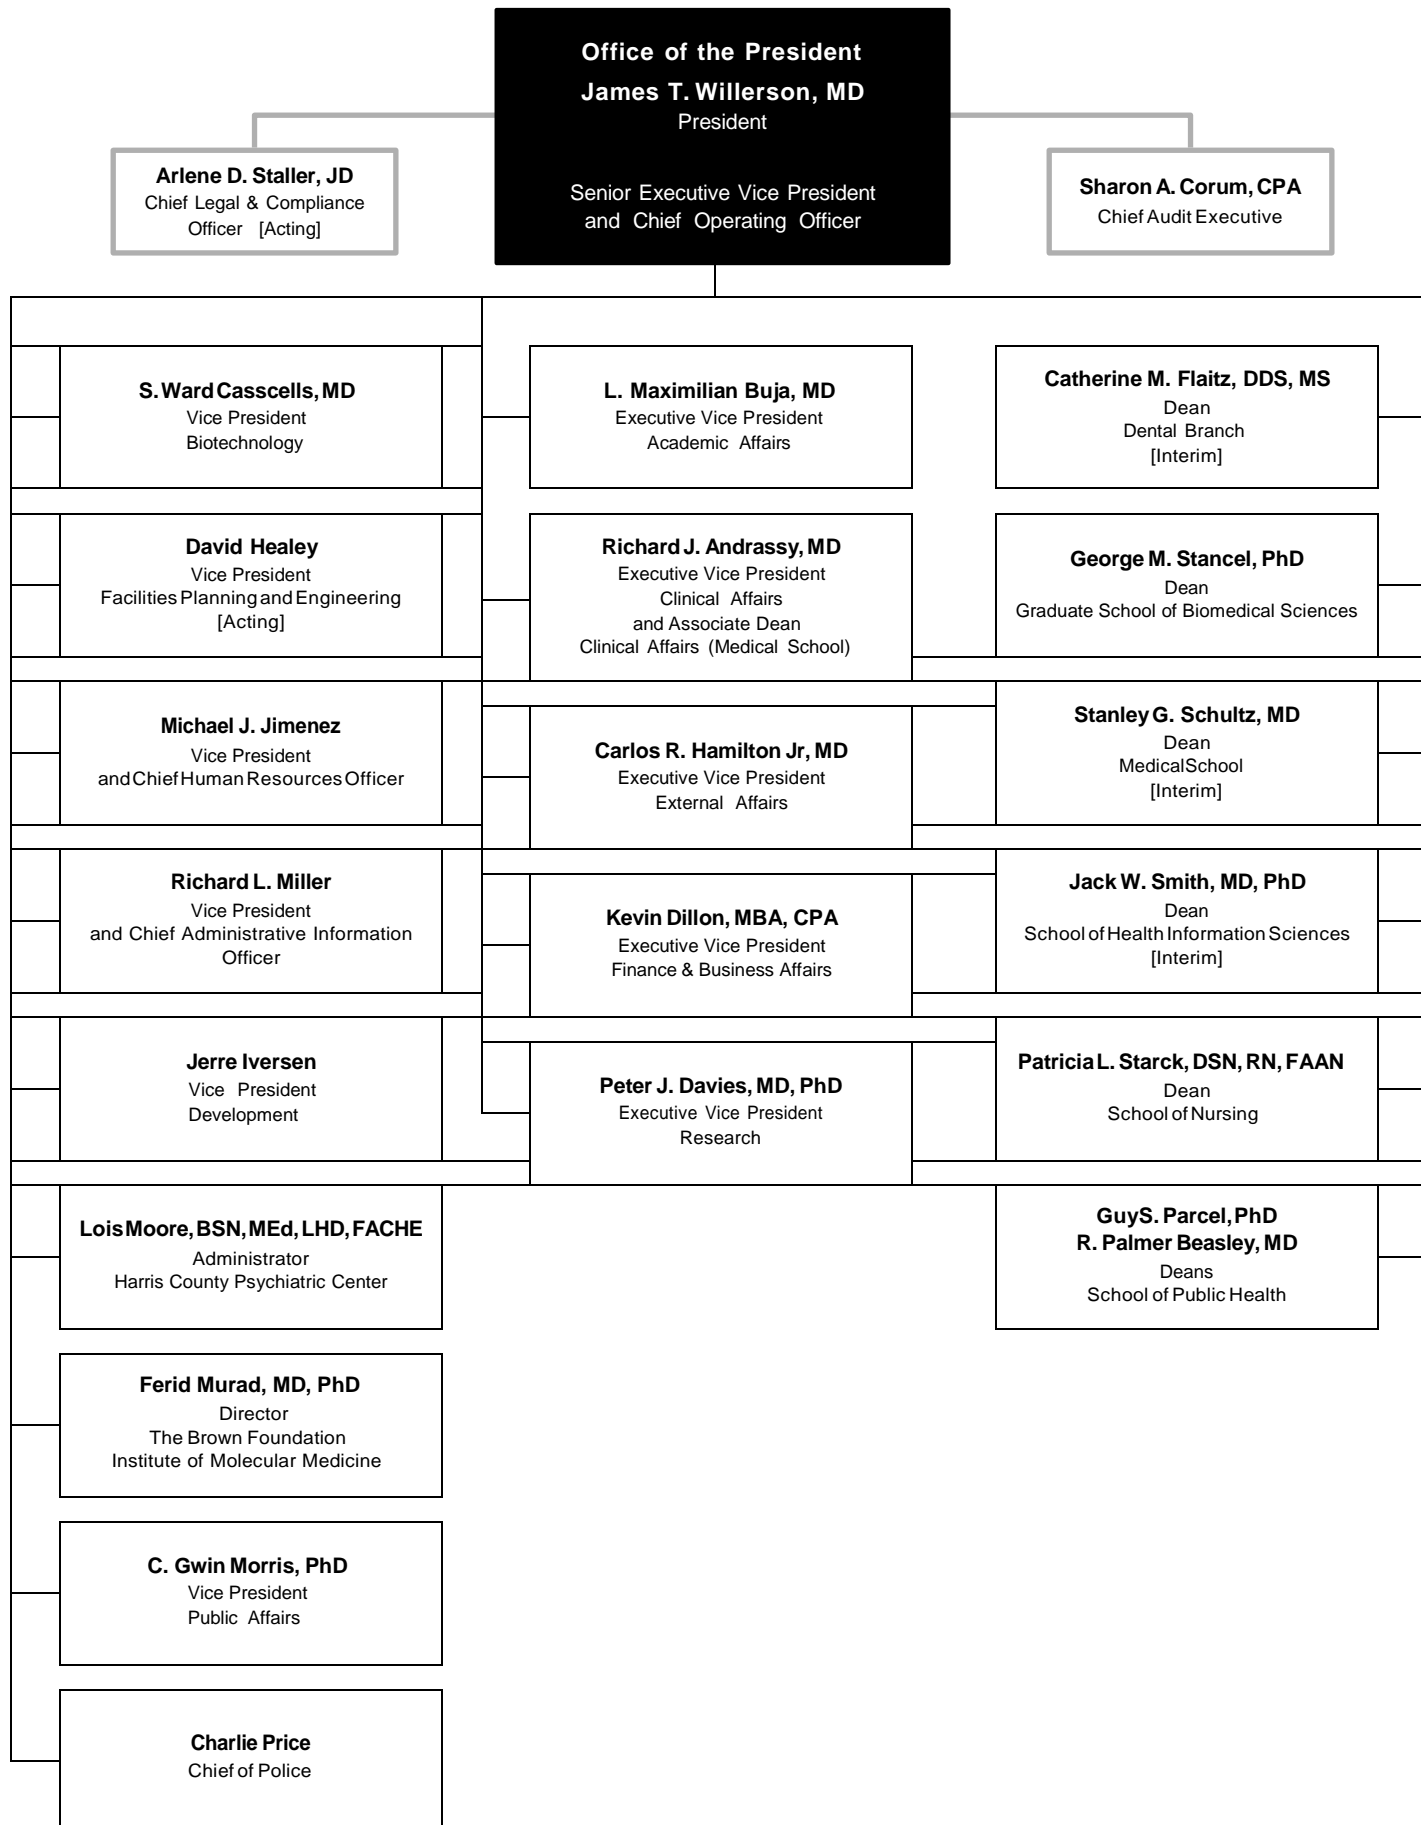 Office of the President
James T. Willerson, MD
President
Senior Executive Vice President
and Chief Operating Officer
Arlene D. Staller, JD
Chief Legal & Compliance
Officer [Acting]
Sharon A. Corum, CPA
Chief Audit Executive
S. Ward Casscells, MD
Vice President
Biotechnology
David Healey
Vice President
Facilities Planning and Engineering
[Acting]
Michael J. Jimenez
Vice President
and Chief Human Resources Officer
Richard L. Miller
Vice President
and Chief Administrative Information
Officer
Jerre Iversen
Vice President
Development
Lois Moore, BSN, MEd, LHD, FACHE
Administrator
Harris County Psychiatric Center
Ferid Murad, MD, PhD
Director
The Brown Foundation
Institute of Molecular Medicine
C. Gwin Morris, PhD
Vice President
Public Affairs
Charlie Price
Chief of Police
L. Maximilian Buja, MD
Executive Vice President
Academic Affairs
Richard J. Andrassy, MD
Executive Vice President
Clinical Affairs
and Associate Dean
Clinical Affairs (Medical School)
Carlos R. Hamilton Jr, MD
Executive Vice President
External Affairs
Kevin Dillon, MBA, CPA
Executive Vice President
Finance & Business Affairs
Peter J. Davies, MD, PhD
Executive Vice President
Research
Catherine M. Flaitz, DDS, MS
Dean
Dental Branch
[Interim]
George M. Stancel, PhD
Dean
Graduate School of Biomedical Sciences
Stanley G. Schultz, MD
Dean
Medical School
[Interim]
Jack W. Smith, MD, PhD
Dean
School of Health Information Sciences
[Interim]
Patricia L. Starck, DSN, RN, FAAN
Dean
School of Nursing
Guy S. Parcel, PhD
R. Palmer Beasley, MD
Deans
School of Public Health